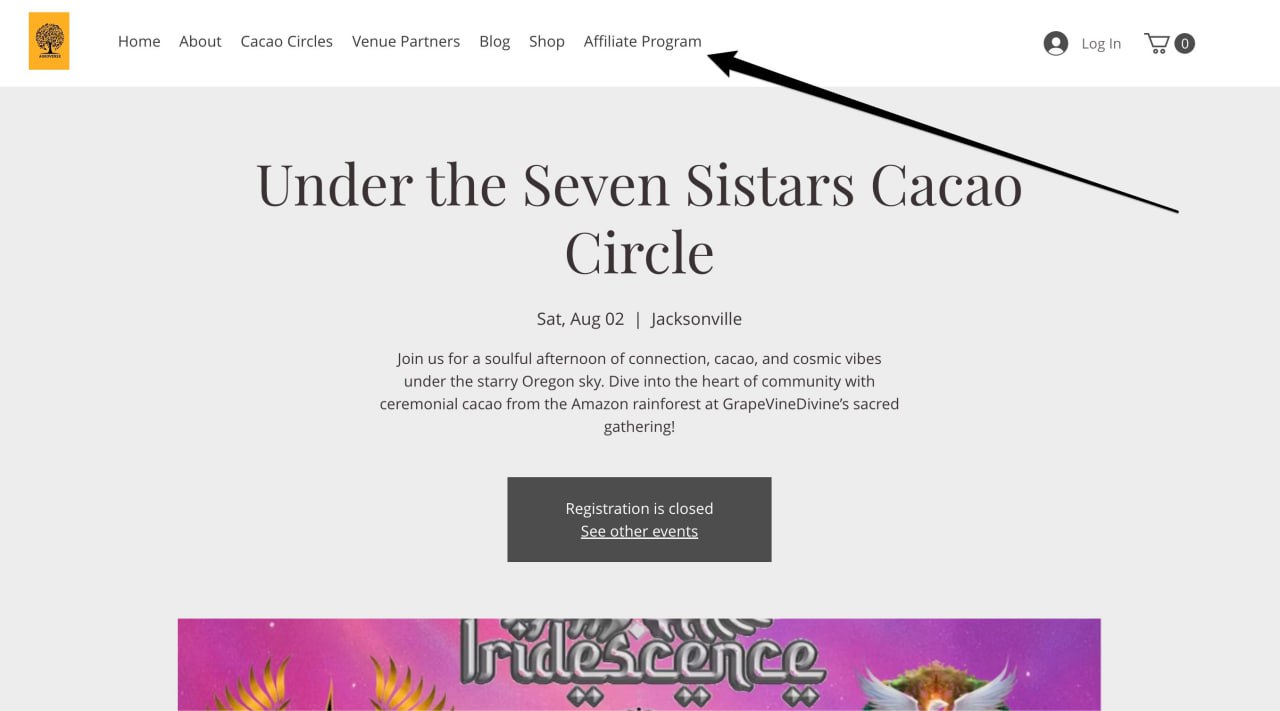 AGROVERSE
Home About Cacao Circles Venue Partners Blog Shop Affiliate Program Log In 0
Under the Seven Sistars Cacao
Circle
Sat, Aug 02 | Jacksonville
Join us for a soulful afternoon of connection, cacao, and cosmic vibes
under the starry Oregon sky. Dive into the heart of community with
ceremonial cacao from the Amazon rainforest at GrapeVineDivine’s sacred
gathering!
Registration is closed
See other events
Iridescence